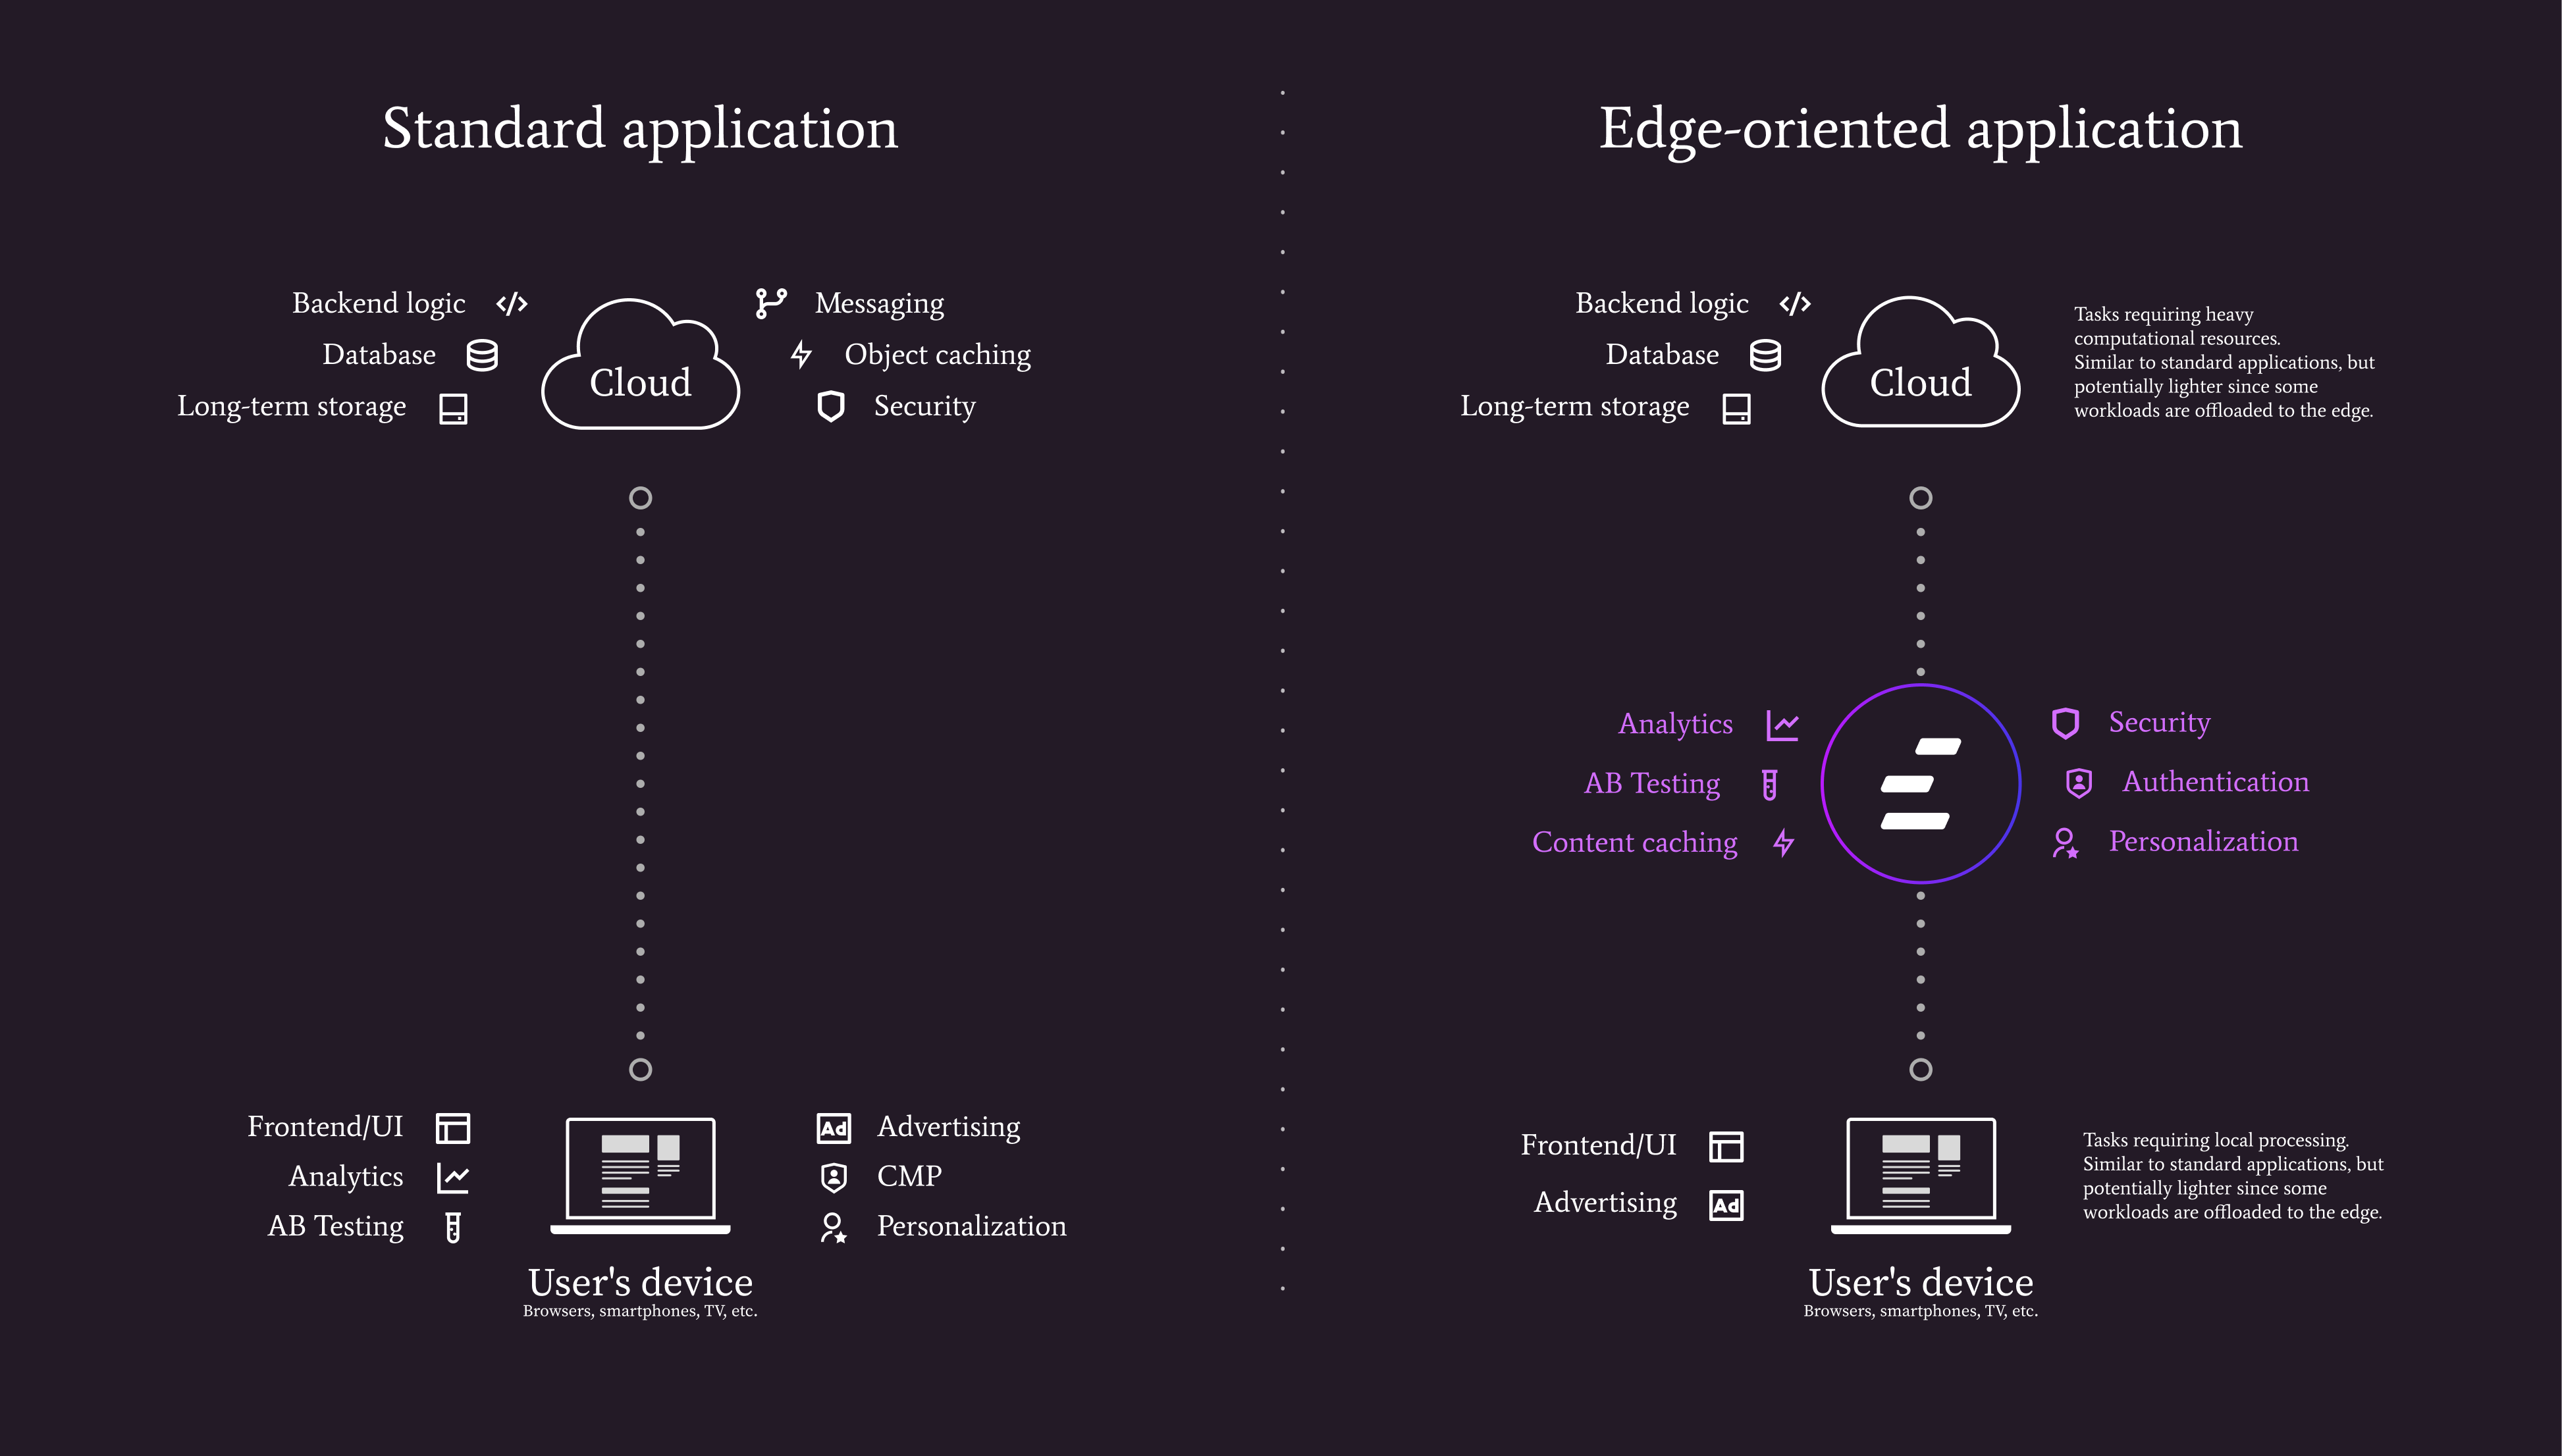 Standard application
Backend logic
Database
Long-term storage
Cloud
Messaging
Object caching
Security
Frontend/UI
Analytics
AB Testing
Ad
Advertising
CMP
Personalization
User's device
Browsers, smartphones, TV, etc.
Edge-oriented application
Backend logic
Database
Long-term storage
Cloud
Tasks requiring heavy
computational resources.
Similar to standard applications, but
potentially lighter since some
workloads are offloaded to the edge.
Analytics
AB Testing
Content caching
Security
Authentication
Personalization
Frontend/UI
Advertising
Ad
Tasks requiring local processing.
Similar to standard applications, but
potentially lighter since some
workloads are offloaded to the edge.
User's device
Browsers, smartphones, TV, etc.